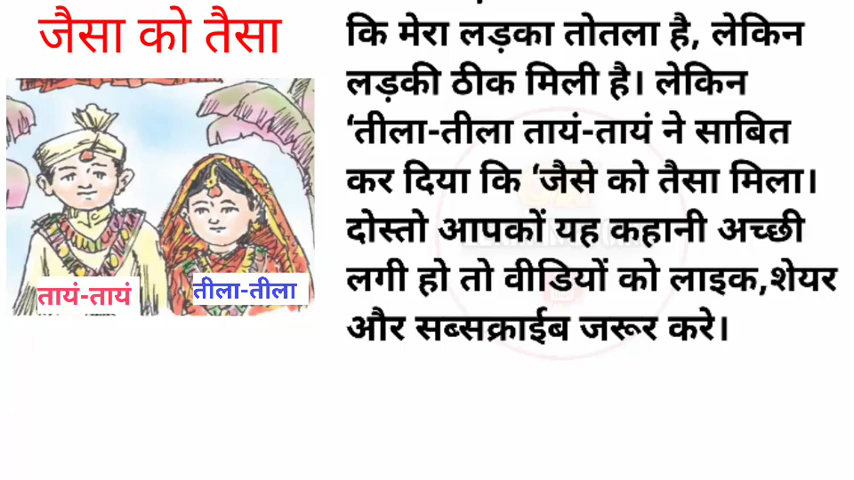 जैसा को तैसा
तायं-तायं
तीला-तीला
कि मेरा लड़का तोतला है, लेकिन
लड़की ठीक मिली है। लेकिन
‘तीला-तीला तायं-तायं ने साबित
कर दिया कि ‘जैसे को तैसा मिला।
दोस्तो आपकों यह कहानी अच्छी
लगी हो तो वीडियों को लाइक,शेयर
और सब्सक्राईब जरूर करे।